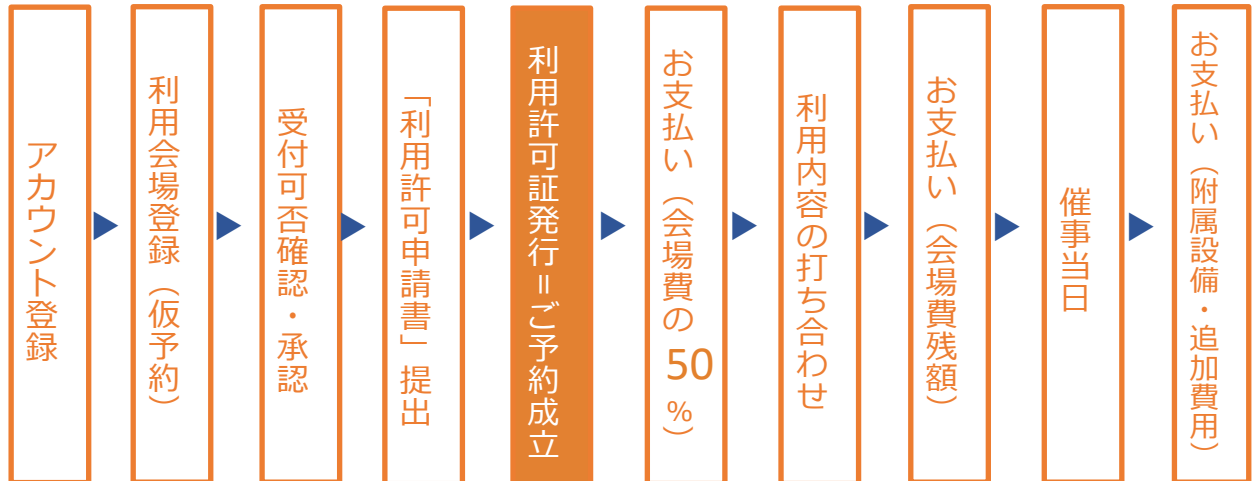 アカウント登録
利用会場登録（仮予約）
受付可否確認・承認
「利用許可申請書」提出
利用許可証発行＝ご予約成立
お支払い（会場費の50%）
利用内容の打ち合わせ
お支払い（会場費残額）
催事当日
お支払い（附属設備・追加費用）